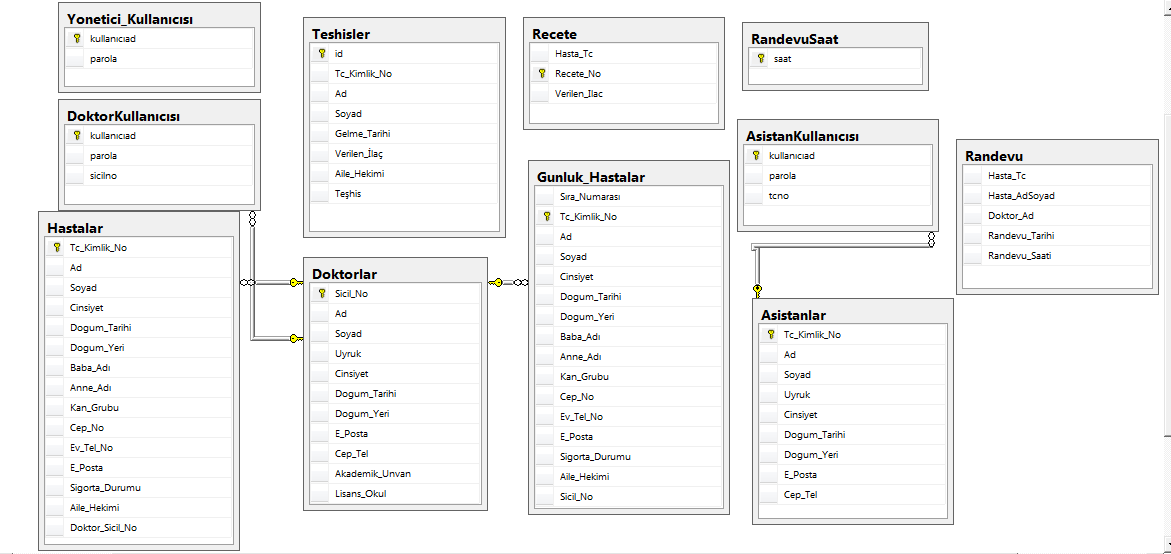 Yonetici_Kullanıcısı
kullanıcıad
parola
DoktorKullanıcısı
kullanıcıad
parola
sicilno
Hastalar
Tc_Kimlik_No
Ad
Soyad
Cinsiyet
Dogum_Tarihi
Dogum_Yeri
Baba_Adı
Anne_Adı
Kan_Grubu
Cep_No
Ev_Tel_No
E_Posta
Sigorta_Durumu
Aile_Hekimi
Doktor_Sicil_No
Teshisler
id
Tc_Kimlik_No
Ad
Soyad
Gelme_Tarihi
Verilen_İlaç
Aile_Hekimi
Teşhis
Doktorlar
Sicil_No
Ad
Soyad
Uyruk
Cinsiyet
Dogum_Tarihi
Dogum_Yeri
E_Posta
Cep_Tel
Akademik_Unvan
Lisans_Okul
Recete
Hasta_Tc
Recete_No
Verilen_Ilac
Gunluk_Hastalar
Sıra_Numarası
Tc_Kimlik_No
Ad
Soyad
Cinsiyet
Dogum_Tarihi
Dogum_Yeri
Baba_Adı
Anne_Adı
Kan_Grubu
Cep_No
Ev_Tel_No
E_Posta
Sigorta_Durumu
Aile_Hekimi
Sicil_No
RandevuSaat
saat
AsistanKullanıcısı
kullanıcıad
parola
tcno
Asistanlar
Tc_Kimlik_No
Ad
Soyad
Uyruk
Cinsiyet
Dogum_Tarihi
Dogum_Yeri
E_Posta
Cep_Tel
Randevu
Hasta_Tc
Hasta_AdSoyad
Doktor_Ad
Randevu_Tarihi
Randevu_Saati